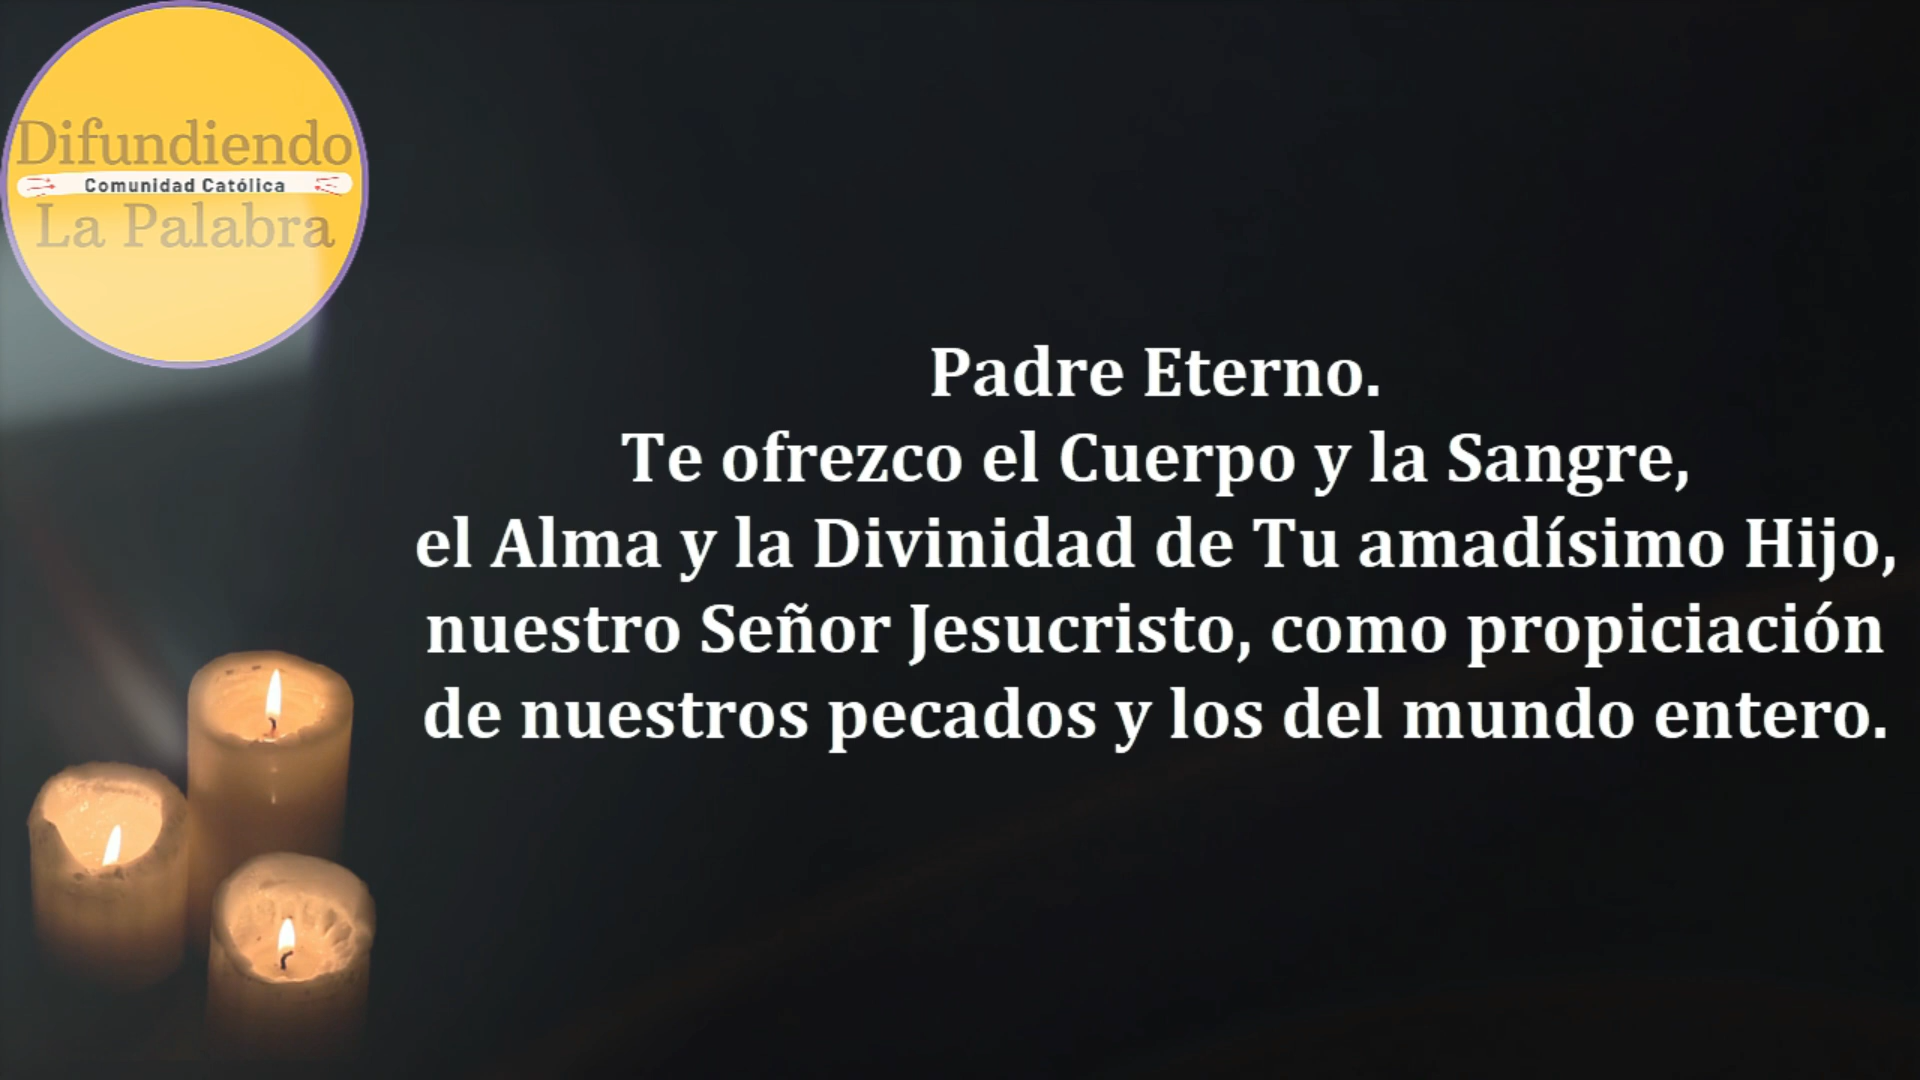 Difundiendo
Comunidad Católica
La Palabra
Padre Eterno.
Te ofrezco el Cuerpo y la Sangre,
el Alma y la Divinidad de Tu amadísimo Hijo,
nuestro Señor Jesucristo, como propiciación
de nuestros pecados y los del mundo entero.